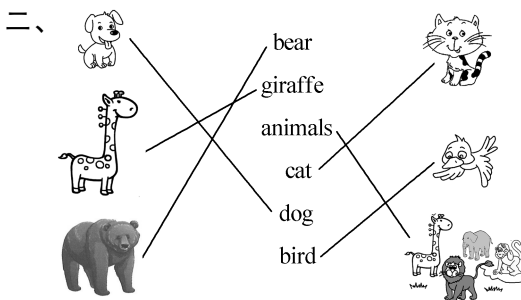 二、
bear
giraffe
animals
cat
dog
bird